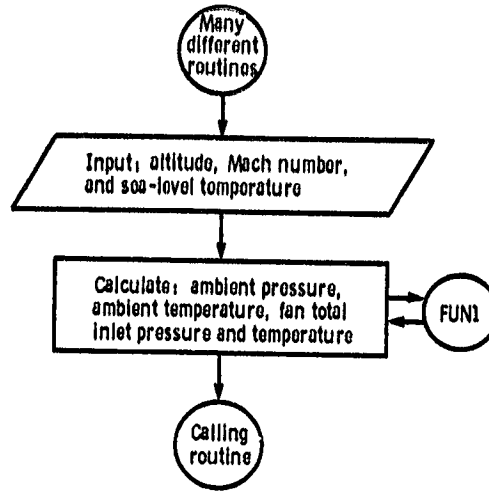 Many
different
routines
Input: altitude, Mach number,
and sea-level temperature
Calculate: ambient pressure,
ambient temperature, fan total
inlet pressure and temperature
FUN1
Calling
routine